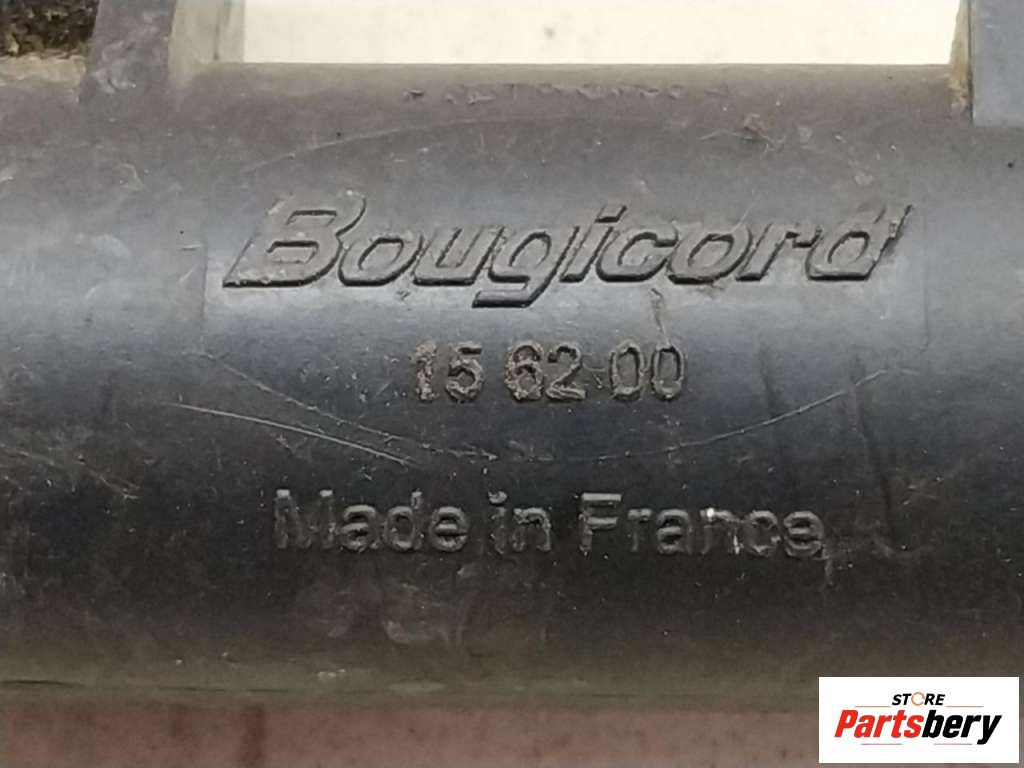 Bougicord
15 62 00
Made in France
STORE
Partsbery